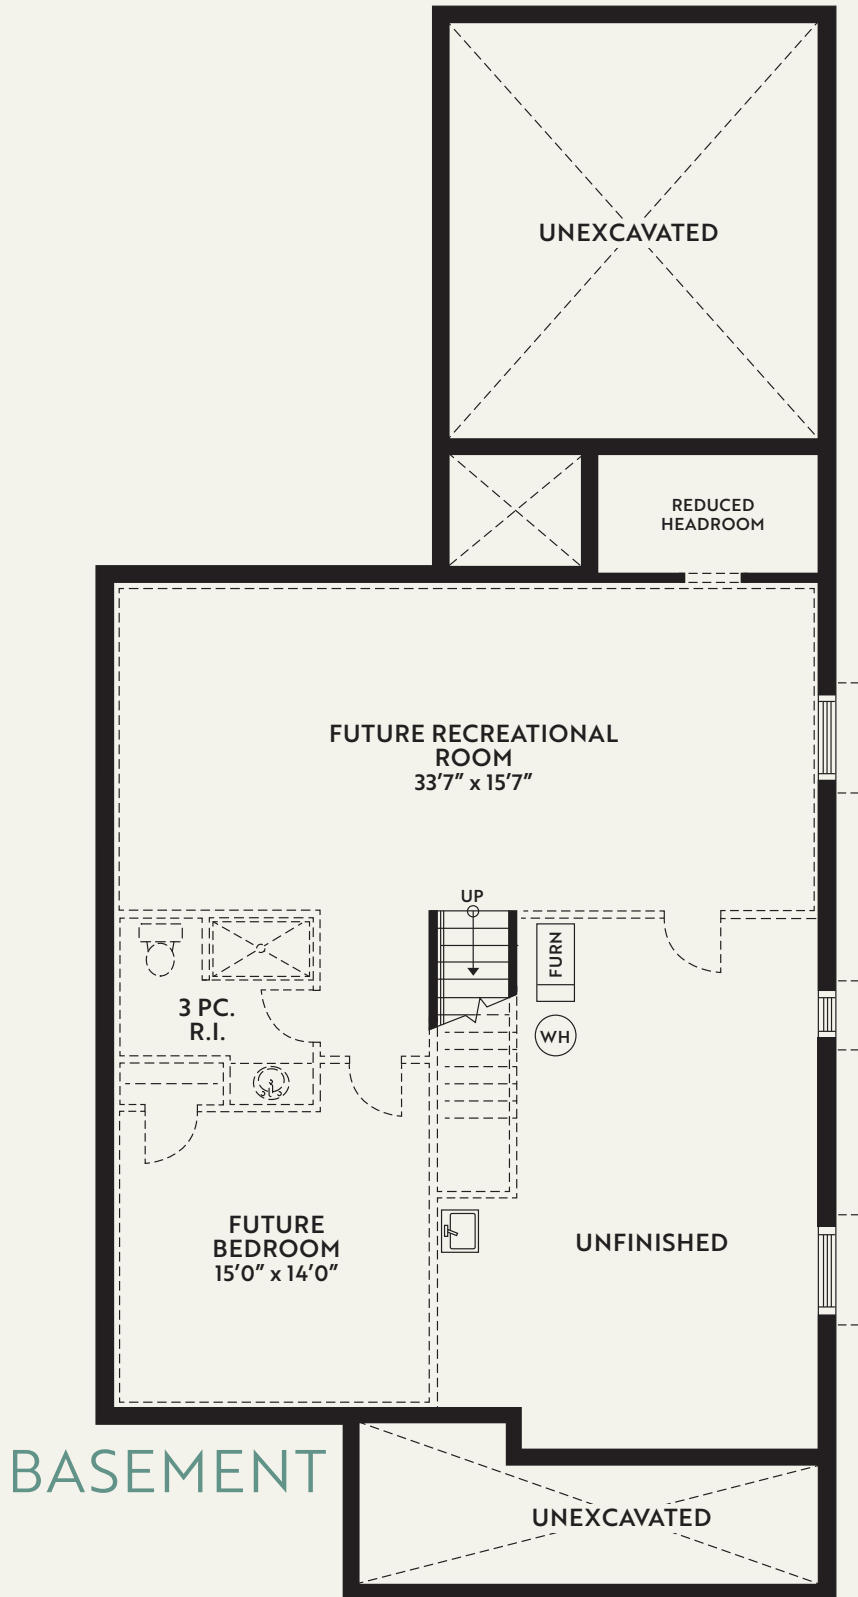 UNEXCAVATED
REDUCED
HEADROOM
FUTURE RECREATIONAL
ROOM
33'7" x 15'7"
UP
FURN
3 PC.
R.I.
WH
FUTURE
BEDROOM
15'0" x 14'0"
UNFINISHED
BASEMENT
UNEXCAVATED